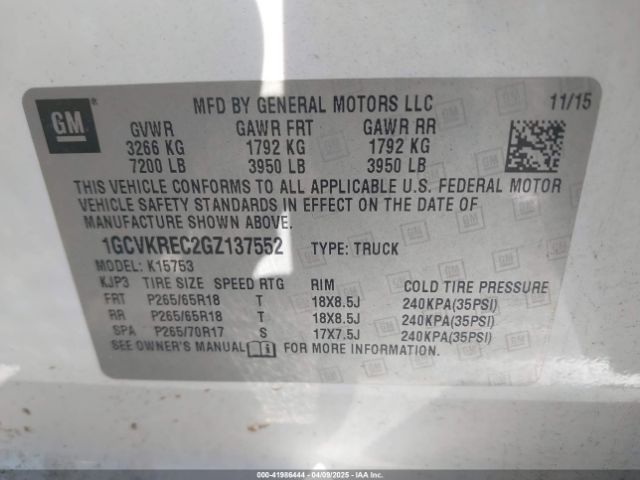 GM ®
MFD BY GENERAL MOTORS LLC 11/15
GVWR GAWR FRT GAWR RR
3266 KG 1792 KG 1792 KG
7200 LB 3950 LB 3950 LB
THIS VEHICLE CONFORMS TO ALL APPLICABLE U.S. FEDERAL MOTOR
VEHICLE SAFETY STANDARDS IN EFFECT ON THE DATE OF
MANUFACTURE SHOWN ABOVE.
1GCVKREC2GZ137552 TYPE: TRUCK
MODEL: K15753
KJP3 TIRE SIZE SPEED RTG RIM COLD TIRE PRESSURE
FRT P265/65R18 T 18X8.5J 240KPA(35PSI)
RR P265/65R18 T 18X8.5J 240KPA(35PSI)
SPA P265/70R17 S 17X7.5J 240KPA(35PSI)
SEE OWNER'S MANUAL FOR MORE INFORMATION.
000-41986444 - 04/09/2025 - IAAI.COM